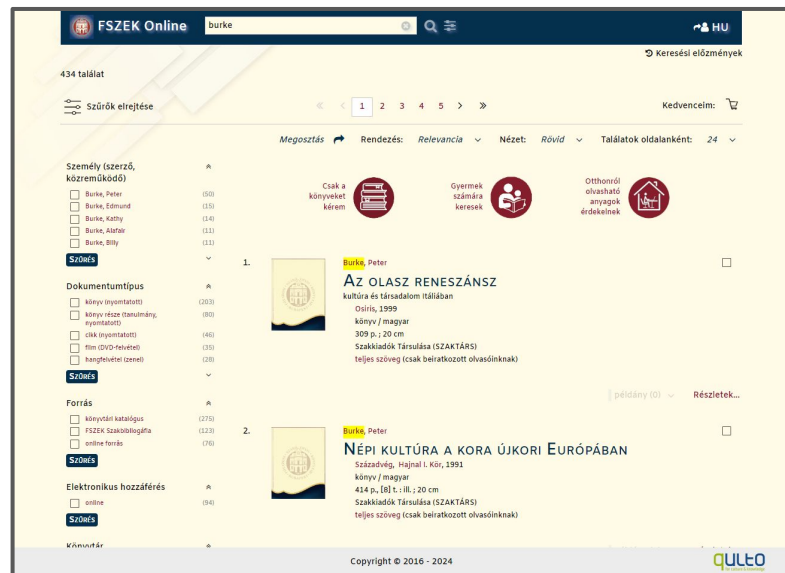 FSZEK Online
burke
HU
Keresési előzmények
434 találat
Szűrők elrejtése
« < 1 2 3 4 5 > »
Kedvenceim:
Megosztás Rendezés: Relevancia Nézet: Rövid Találatok oldalanként: 24
Személy (szerző, közreműködő)
Burke, Peter (50)
Burke, Edmund (15)
Burke, Kathy (14)
Burke, Alafair (11)
Burke, Billy (11)
Szűrés
Dokumentumtípus
könyv (nyomtatott) (203)
könyv része (tanulmány, nyomtatott) (80)
cikk (nyomtatott) (46)
film (DVD-felvétel) (35)
hangfelvétel (zenei) (28)
Szűrés
Forrás
könyvtári katalógus (275)
FSZEK Szakbibliográfia (123)
online forrás (76)
Szűrés
Elektronikus hozzáférés
online (94)
Szűrés
Könyvtár
Csak a
könyveket
kérem
Gyermek
számára
keresek
Otthonról
olvasható
anyagok
érdekelnek
1.
Burke, Peter
Az olasz reneszánsz
kultúra és társadalom Itáliában
Osiris, 1999
könyv / magyar
309 p. ; 20 cm
Szakkiadók Társulása (SZAKTÁRS)
teljes szöveg (csak beiratkozott olvasóinknak)
példány (0) Részletek...
2.
Burke, Peter
Népi kultúra a kora újkori Európában
Századvég, Hajnal I. Kör, 1991
könyv / magyar
414 p., [8] t. : ill. ; 20 cm
Szakkiadók Társulása (SZAKTÁRS)
teljes szöveg (csak beiratkozott olvasóinknak)
Copyright © 2016 - 2024
qulto